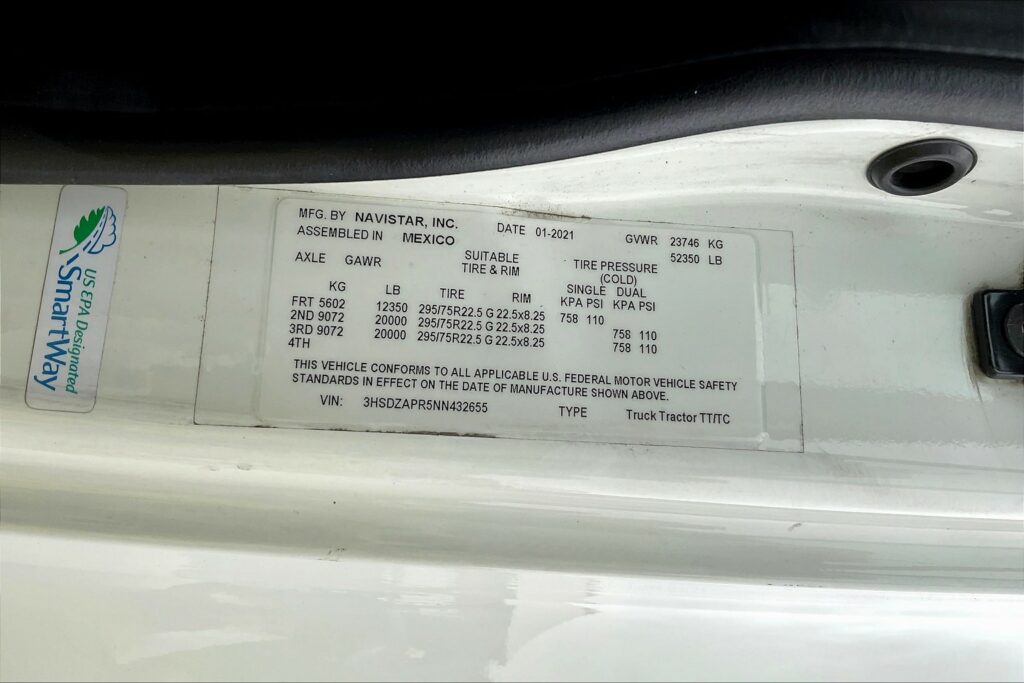 US EPA Designated
SmartWay
MFG. BY NAVISTAR, INC. DATE 01-2021 GVWR 23746 KG
ASSEMBLED IN MEXICO 52350 LB
AXLE GAWR SUITABLE TIRE PRESSURE
TIRE & RIM (COLD)
SINGLE DUAL
KG LB TIRE RIM KPA PSI KPA PSI
FRT 5602 12350 295/75R22.5 G 22.5x8.25 758 110
2ND 9072 20000 295/75R22.5 G 22.5x8.25 758 110
3RD 9072 20000 295/75R22.5 G 22.5x8.25 758 110
4TH
THIS VEHICLE CONFORMS TO ALL APPLICABLE U.S. FEDERAL MOTOR VEHICLE SAFETY
STANDARDS IN EFFECT ON THE DATE OF MANUFACTURE SHOWN ABOVE.
VIN: 3HSDZAPR5NN432655 TYPE Truck Tractor TT/TC